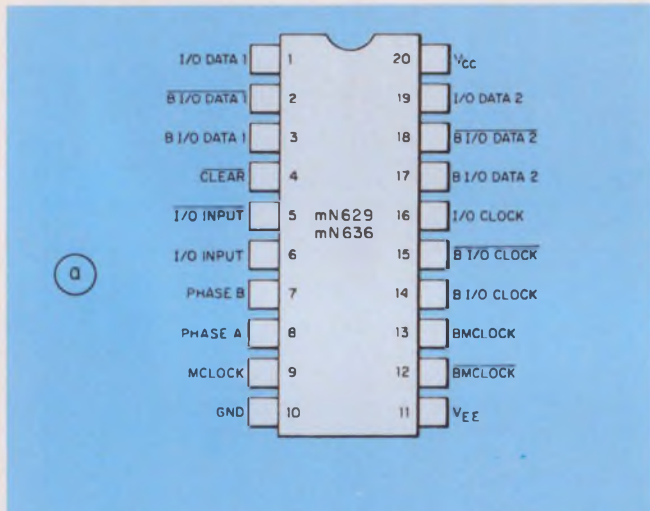 I/O DATA 1 1 20 VCC
B I/O DATA 1 2 19 I/O DATA 2
B I/O DATA 1 3 18 B I/O DATA 2
CLEAR 4 17 B I/O DATA 2
I/O INPUT 5 mN629 16 I/O CLOCK
mN636
I/O INPUT 6 15 B I/O CLOCK
a
PHASE B 7 14 B I/O CLOCK
PHASE A 8 13 BMCLOCK
MCLOCK 9 12 BMCLOCK
GND 10 11 VEE